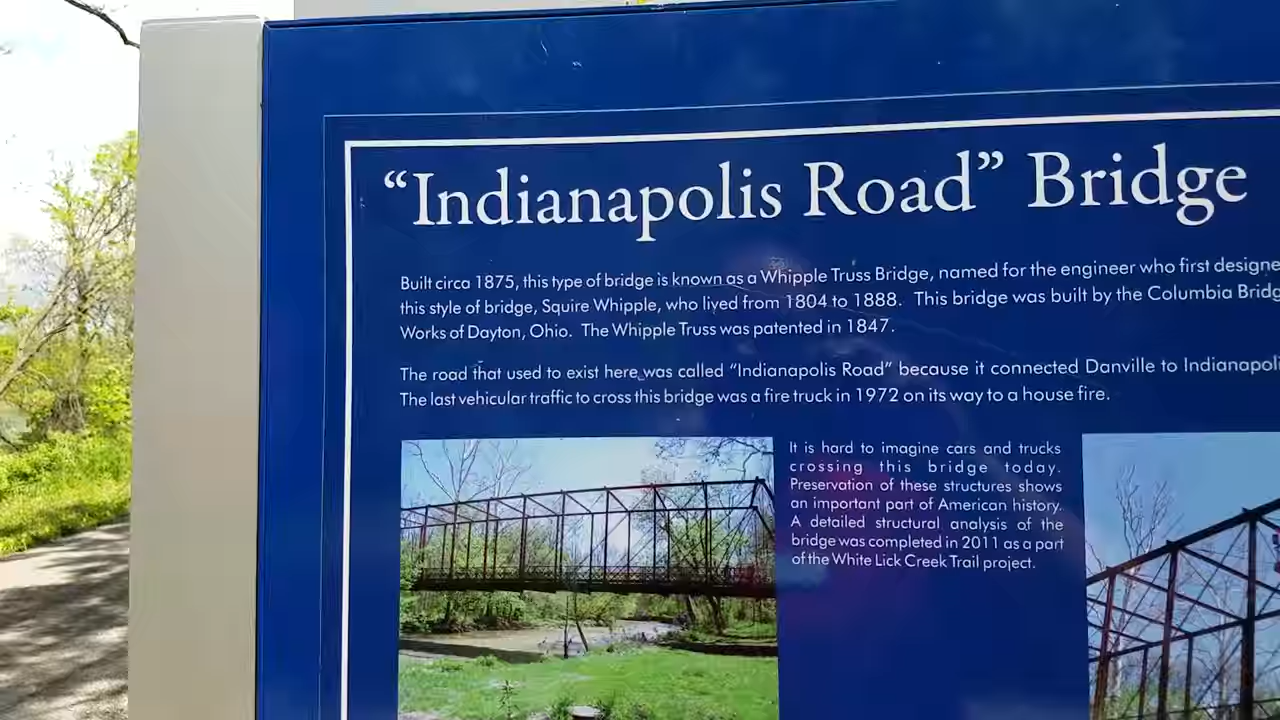 “Indianapolis Road” Bridge
Built circa 1875, this type of bridge is known as a Whipple Truss Bridge, named for the engineer who first designe
this style of bridge, Squire Whipple, who lived from 1804 to 1888. This bridge was built by the Columbia Bridg
Works of Dayton, Ohio. The Whipple Truss was patented in 1847.
The road that used to exist here was called “Indianapolis Road” because it connected Danville to Indianapoli
The last vehicular traffic to cross this bridge was a fire truck in 1972 on its way to a house fire.
It is hard to imagine cars and trucks
crossing this bridge today.
Preservation of these structures shows
an important part of American history.
A detailed structural analysis of the
bridge was completed in 2011 as a part
of the White Lick Creek Trail project.